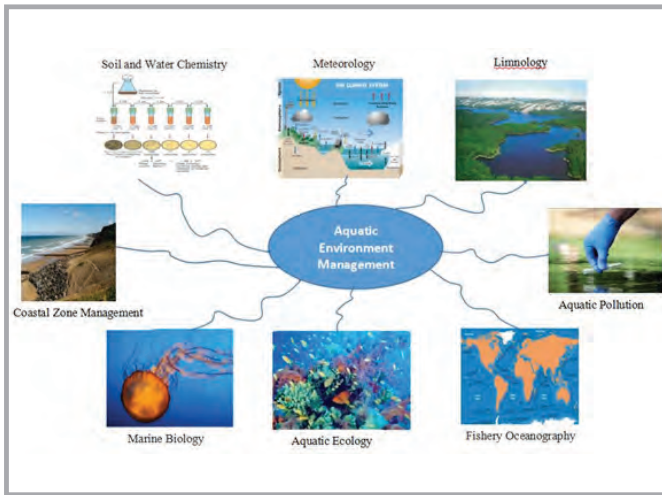 Soil and Water Chemistry
Meteorology
Limnology
Aquatic
Environment
Management
Coastal Zone Management
Aquatic Pollution
Marine Biology
Aquatic Ecology
Fishery Oceanography